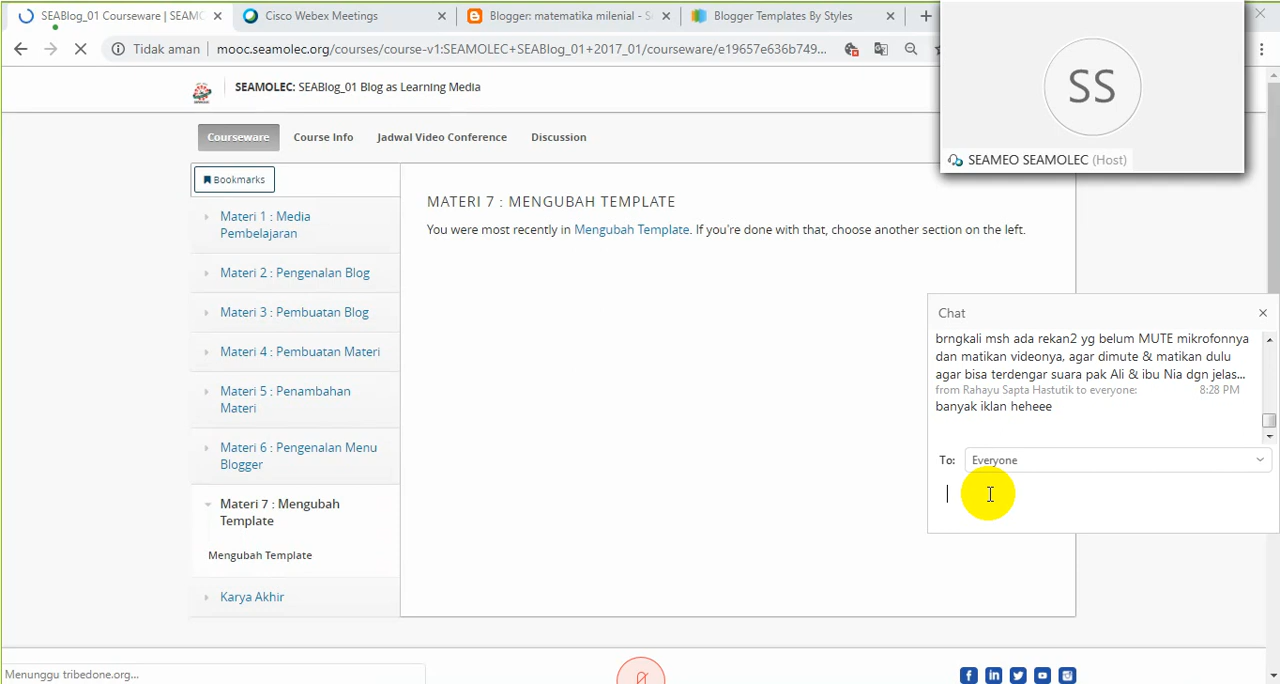 SEABlog_01 Courseware | SEAMO
Cisco Webex Meetings
Blogger: matematika milenial - S
Blogger Templates By Styles
Tidak aman
mooc.seamolec.org/courses/course-v1:SEAMOLEC+SEABlog_01+2017_01/courseware/e19657e636b749...
SS
SEAMEO SEAMOLEC (Host)
SEAMOLEC: SEABlog_01 Blog as Learning Media
Courseware
Course Info
Jadwal Video Conference
Discussion
Bookmarks
Materi 1 : Media
Pembelajaran
Materi 2 : Pengenalan Blog
Materi 3 : Pembuatan Blog
Materi 4 : Pembuatan Materi
Materi 5 : Penambahan
Materi
Materi 6 : Pengenalan Menu
Blogger
Materi 7 : Mengubah
Template
Mengubah Template
Karya Akhir
MATERI 7 : MENGUBAH TEMPLATE
You were most recently in Mengubah Template. If you're done with that, choose another section on the left.
Chat
brngkali msh ada rekan2 yg belum MUTE mikrofonnya
dan matikan videonya, agar dimute & matikan dulu
agar bisa terdengar suara pak Ali & ibu Nia dgn jelas...
from Rahayu Sapta Hastutik to everyone:
8:28 PM
banyak iklan heheee
To:
Everyone
Menunggu tribedone.org...